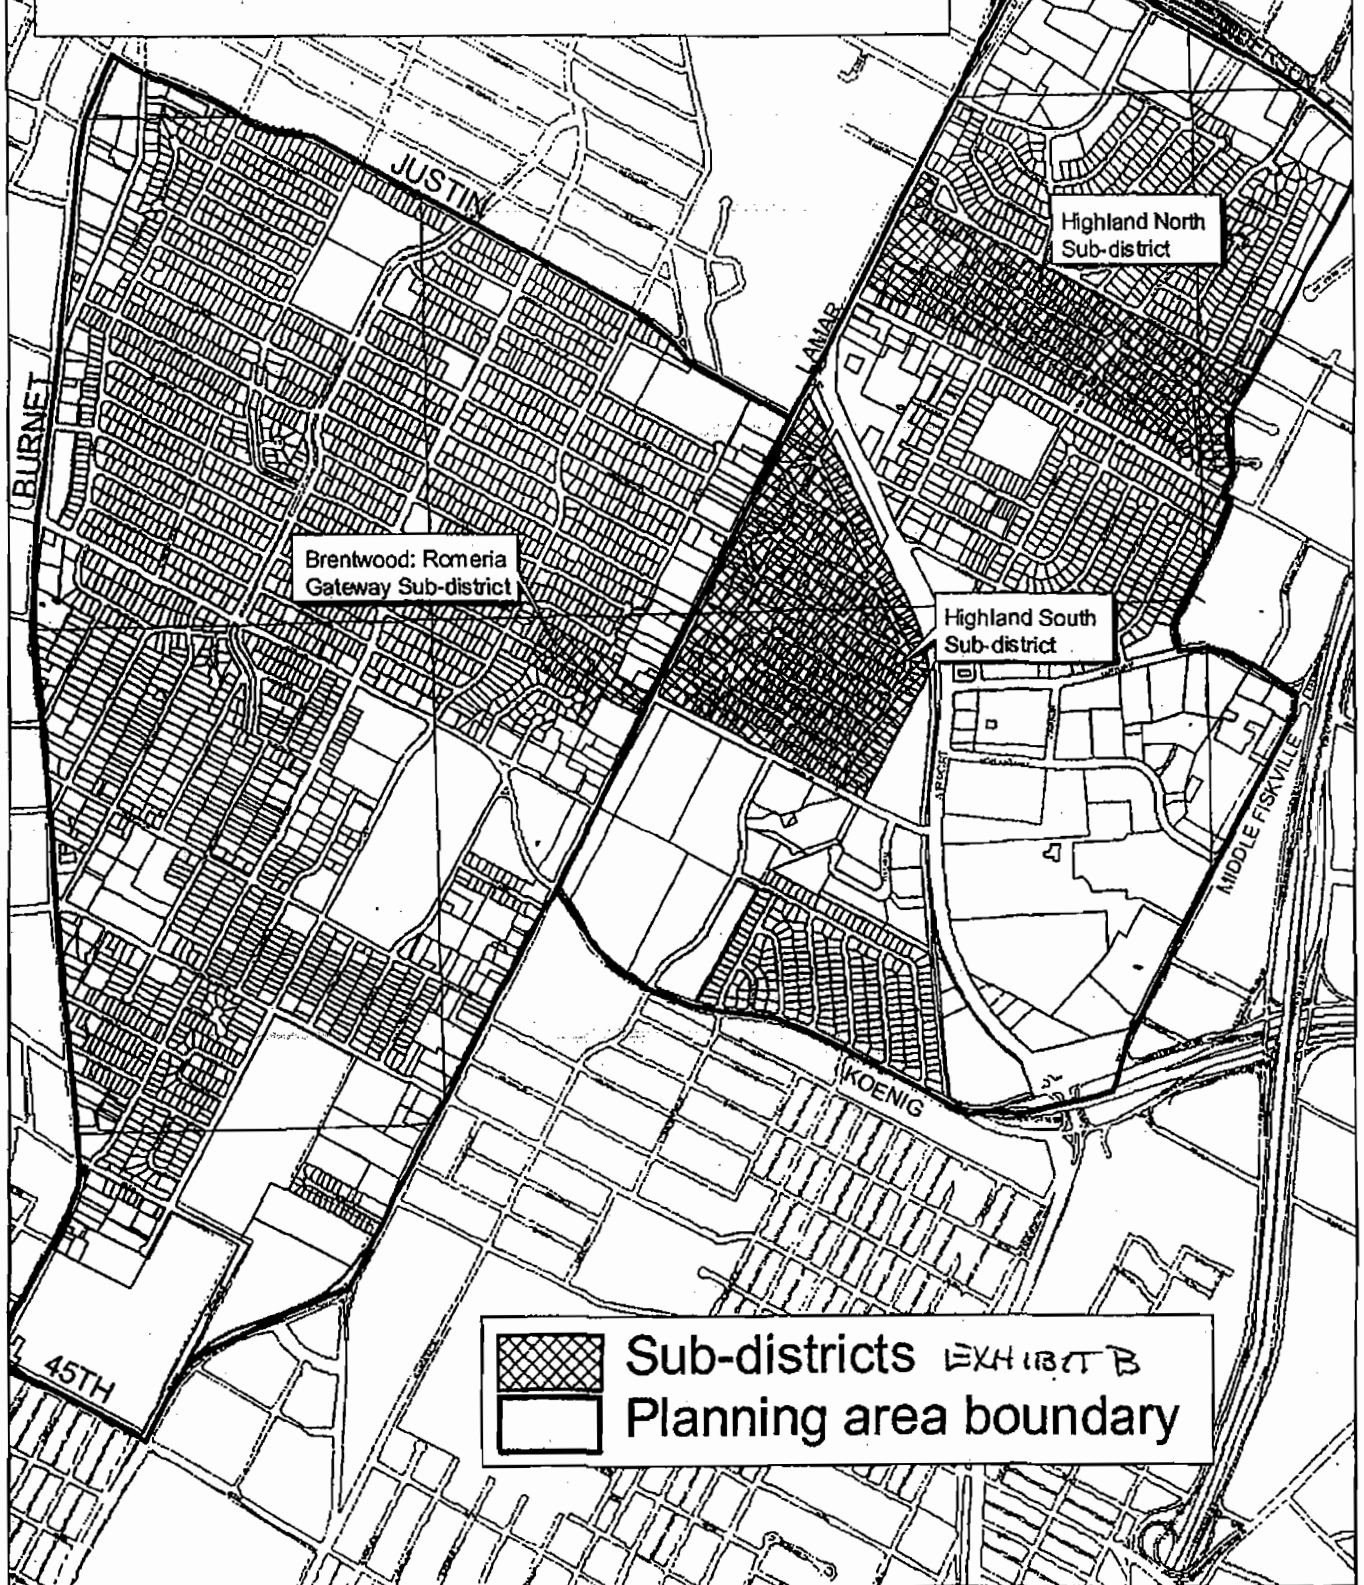 ANDERSON
JUSTIN
Highland North
Sub-district
LAMAR
BURNET
Brentwood: Romeria
Gateway Sub-district
Highland South
Sub-district
MIDDLE FISKVILLE
KOENIG
Sub-districts EXHIBIT B
45TH
Planning area boundary